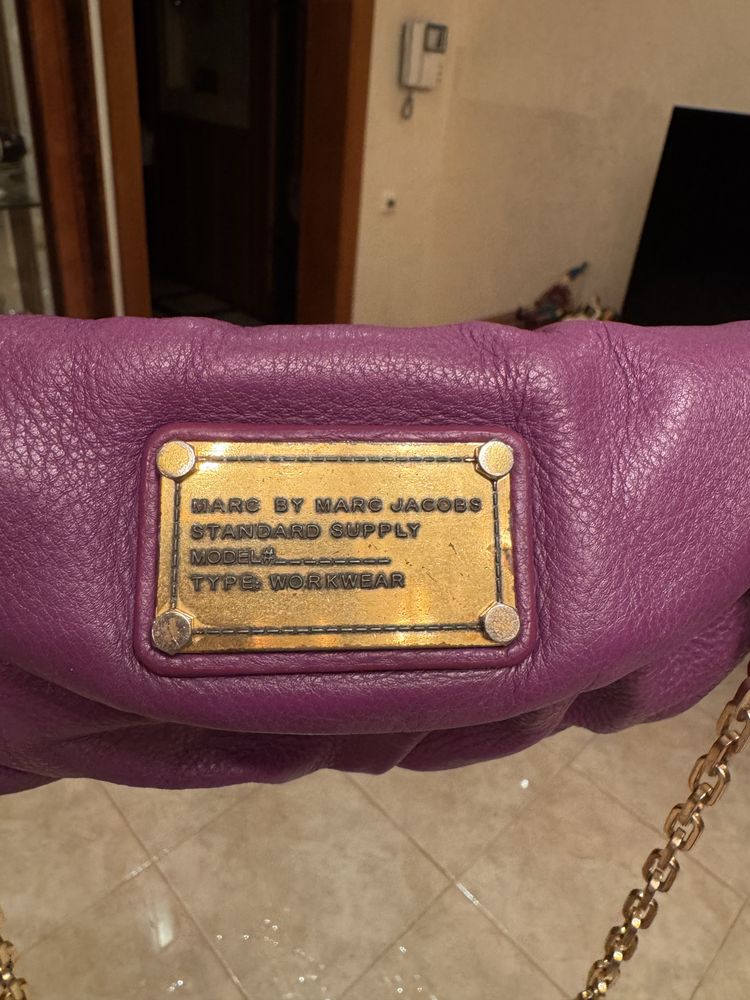 MARC BY MARC JACOBS
STANDARD SUPPLY
MODEL#_________
TYPE: WORKWEAR